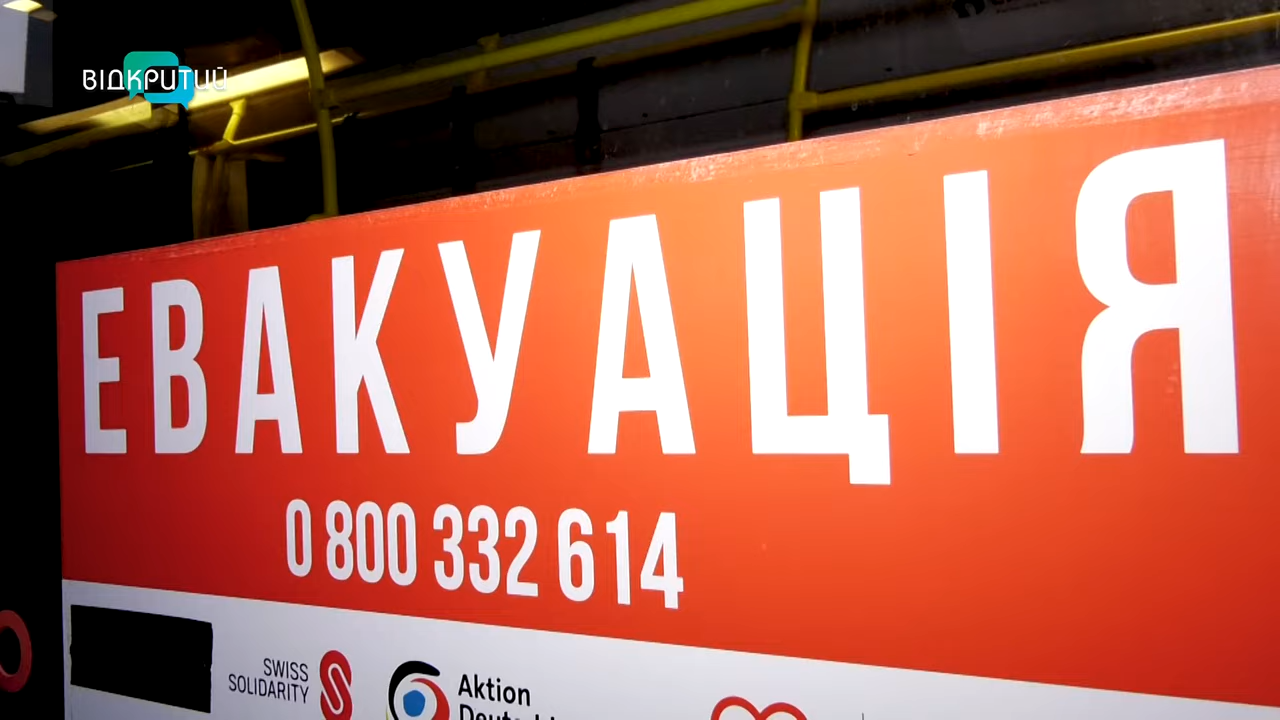 ВІДКРИТИЙ
ЕВАКУАЦІЯ
0 800 332 614
SWISS
SOLIDARITY
Aktion